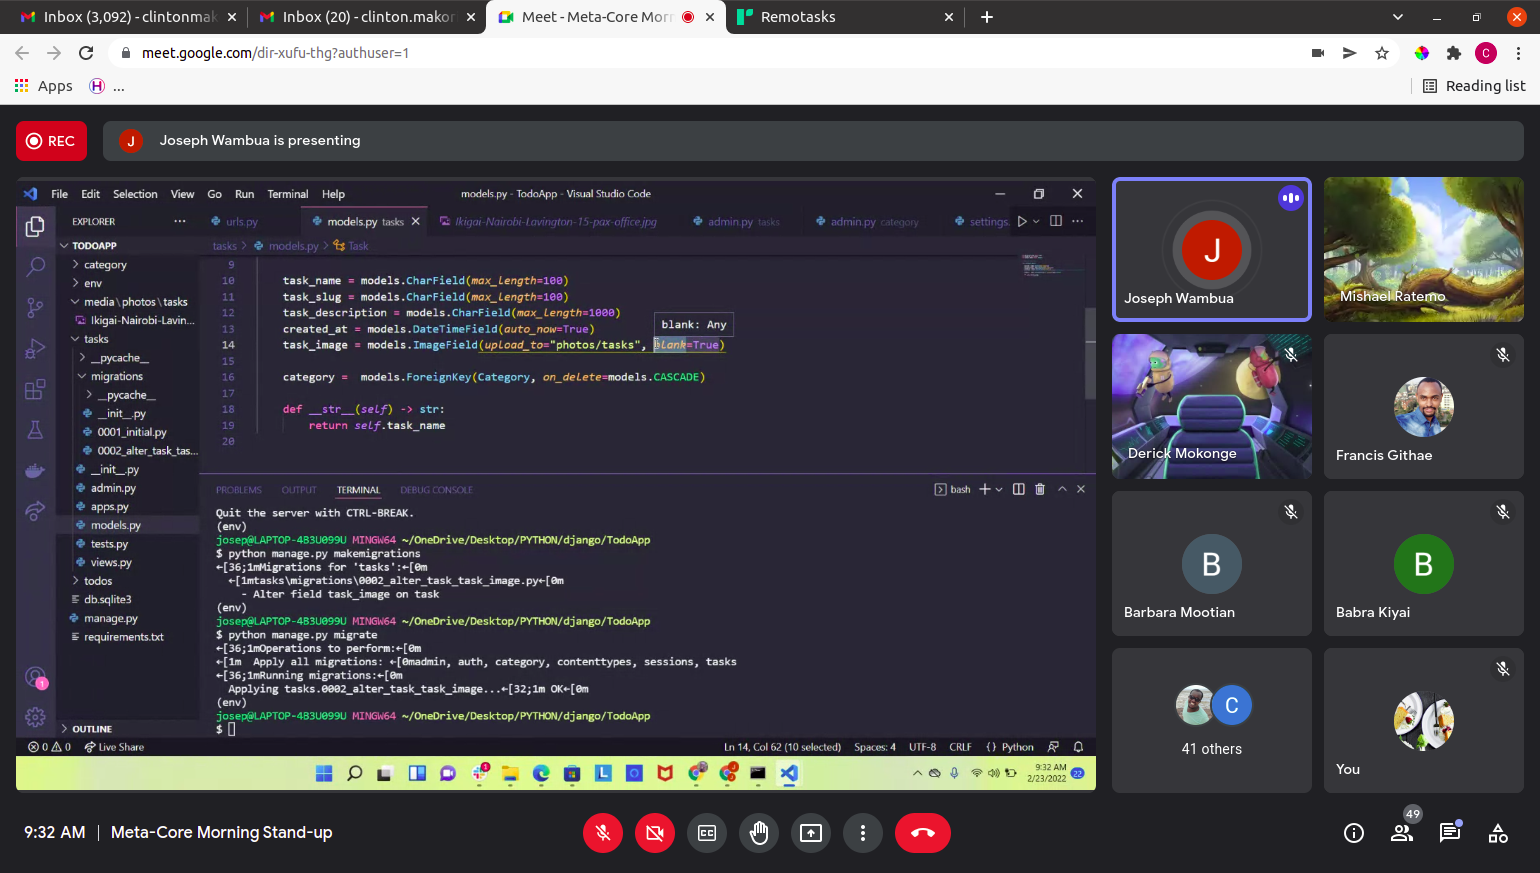 Inbox (3,092) - clintonmak
Inbox (20) - clinton.makor
Meet - Meta-Core Morn
Remotasks
meet.google.com/dir-xufu-thg?authuser=1
C
Apps
H
...
Reading list
REC
J
Joseph Wambua is presenting
File Edit Selection View Go Run Terminal Help
models.py - TodoApp - Visual Studio Code
EXPLORER
urls.py
models.py tasks
Ikigai-Nairobi-Lavington-15-pax-office.jpg
admin.py tasks
admin.py category
settings.
TODOAPP
tasks > models.py > Task
category
env
media\photos\tasks
Ikigai-Nairobi-Lavin...
tasks
__pycache__
migrations
__pycache__
__init__.py
0001_initial.py
0002_alter_task_tas...
__init__.py
admin.py
apps.py
models.py
tests.py
views.py
todos
db.sqlite3
manage.py
requirements.txt
OUTLINE
1
9
10 task_name = models.CharField(max_length=100)
11 task_slug = models.CharField(max_length=100)
12 task_description = models.CharField(max_length=1000)
blank: Any
13 created_at = models.DateTimeField(auto_now=True)
14 task_image = models.ImageField(upload_to="photos/tasks", blank=True)
15
16 category = models.ForeignKey(Category, on_delete=models.CASCADE)
17
18 def __str__(self) -> str:
19 return self.task_name
20
PROBLEMS OUTPUT TERMINAL DEBUG CONSOLE
bash
Quit the server with CTRL-BREAK.
(env)
josep@LAPTOP-4B3U099U MINGW64 ~/OneDrive/Desktop/PYTHON/django/TodoApp
$ python manage.py makemigrations
←[36;1mMigrations for 'tasks':←[0m
←[1mtasks\migrations\0002_alter_task_task_image.py←[0m
- Alter field task_image on task
(env)
josep@LAPTOP-4B3U099U MINGW64 ~/OneDrive/Desktop/PYTHON/django/TodoApp
$ python manage.py migrate
←[36;1mOperations to perform:←[0m
←[1m Apply all migrations: ←[0madmin, auth, category, contenttypes, sessions, tasks
←[36;1mRunning migrations:←[0m
Applying tasks.0002_alter_task_task_image...←[32;1m OK←[0m
(env)
josep@LAPTOP-4B3U099U MINGW64 ~/OneDrive/Desktop/PYTHON/django/TodoApp
$
0 0 Live Share
Ln 14, Col 62 (10 selected) Spaces: 4 UTF-8 CRLF {} Python
9:32 AM
2/23/2022
22
J
Joseph Wambua
Mishael Ratemo
Derick Mokonge
Francis Githae
B
Barbara Mootian
B
Babra Kiyai
C
41 others
You
9:32 AM | Meta-Core Morning Stand-up
49